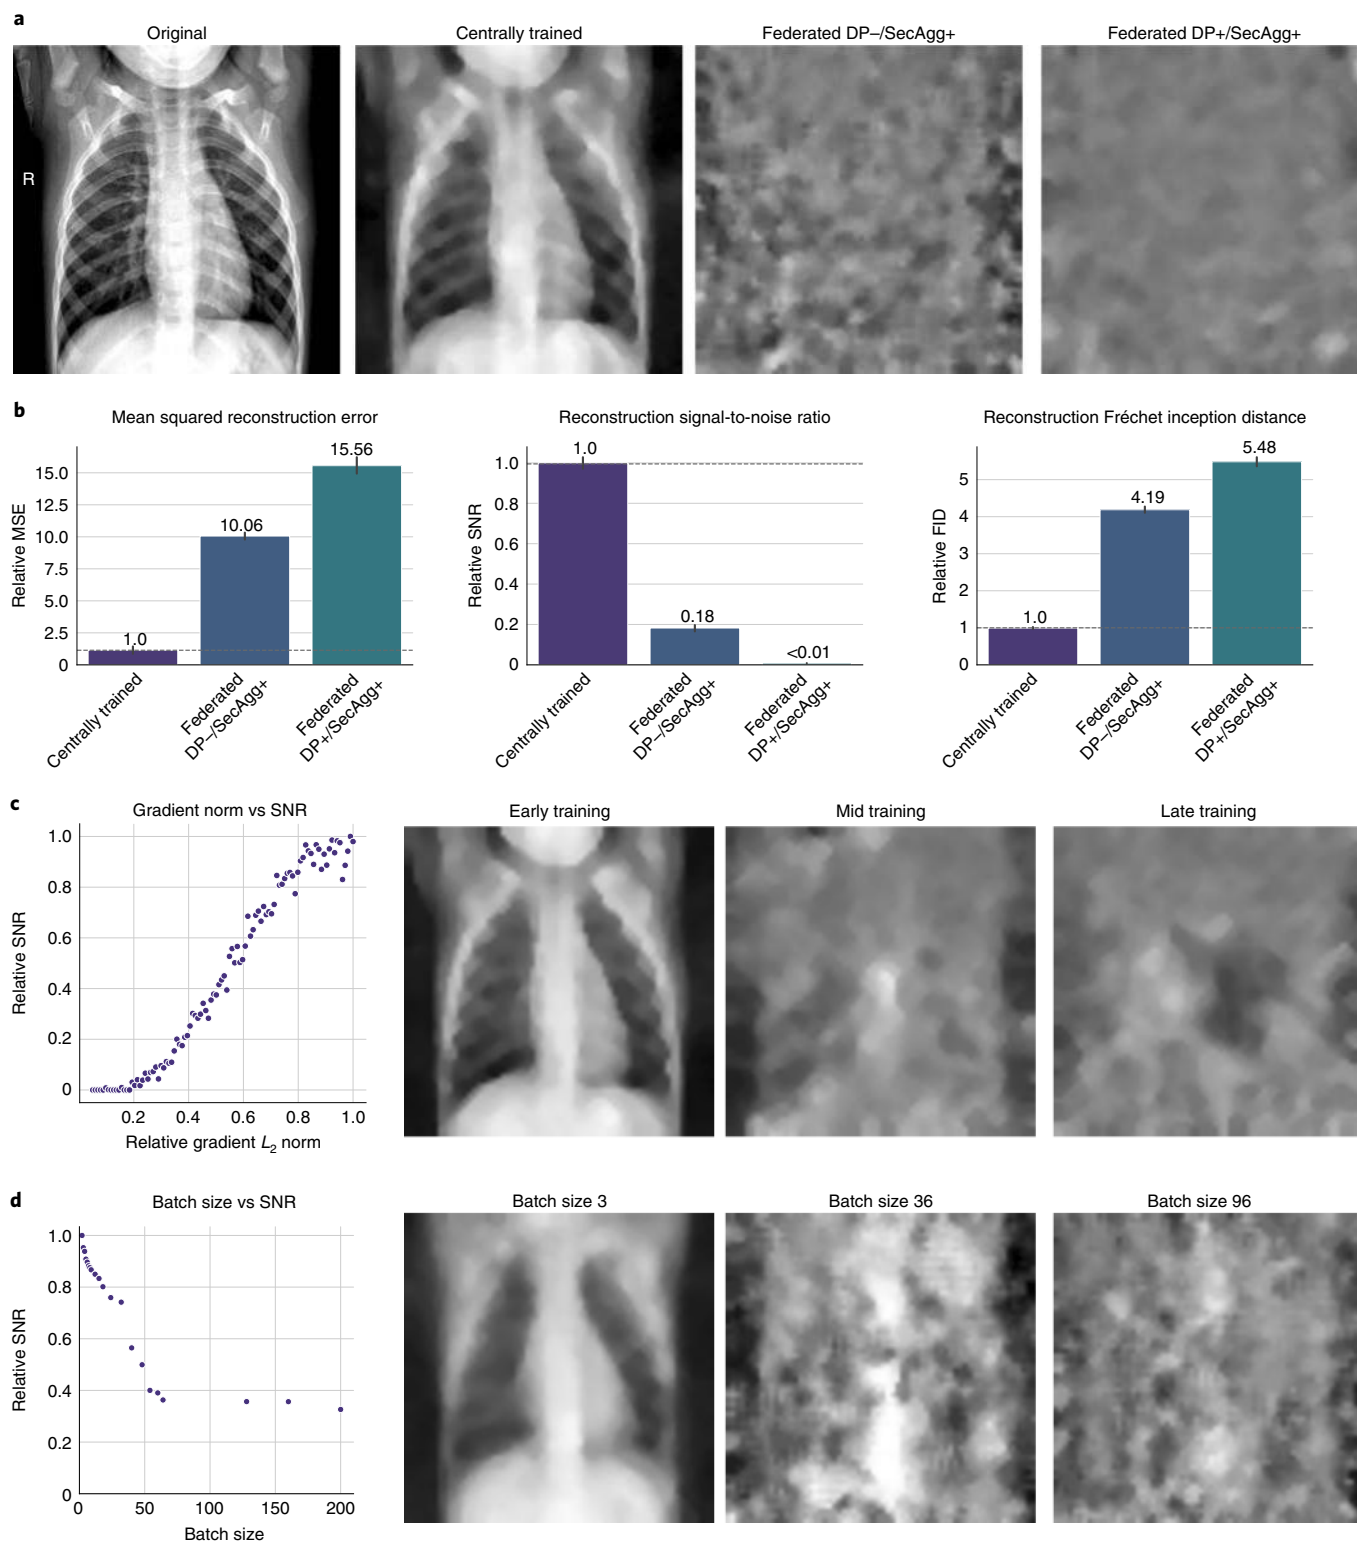 a
Original
Centrally trained
Federated DP–/SecAgg+
Federated DP+/SecAgg+
R
b
Mean squared reconstruction error
Relative MSE
15.0
12.5
10.0
7.5
5.0
2.5
0
1.0
10.06
15.56
Centrally trained
Federated
DP–/SecAgg+
Federated
DP+/SecAgg+
Reconstruction signal-to-noise ratio
Relative SNR
1.0
0.8
0.6
0.4
0.2
0
1.0
0.18
<0.01
Centrally trained
Federated
DP–/SecAgg+
Federated
DP+/SecAgg+
Reconstruction Fréchet inception distance
Relative FID
5
4
3
2
1
0
1.0
4.19
5.48
Centrally trained
Federated
DP–/SecAgg+
Federated
DP+/SecAgg+
c
Gradient norm vs SNR
Relative SNR
1.0
0.8
0.6
0.4
0.2
0
0.2 0.4 0.6 0.8 1.0
Relative gradient L2 norm
Early training
Mid training
Late training
d
Batch size vs SNR
Relative SNR
1.0
0.8
0.6
0.4
0.2
0
0 50 100 150 200
Batch size
Batch size 3
Batch size 36
Batch size 96